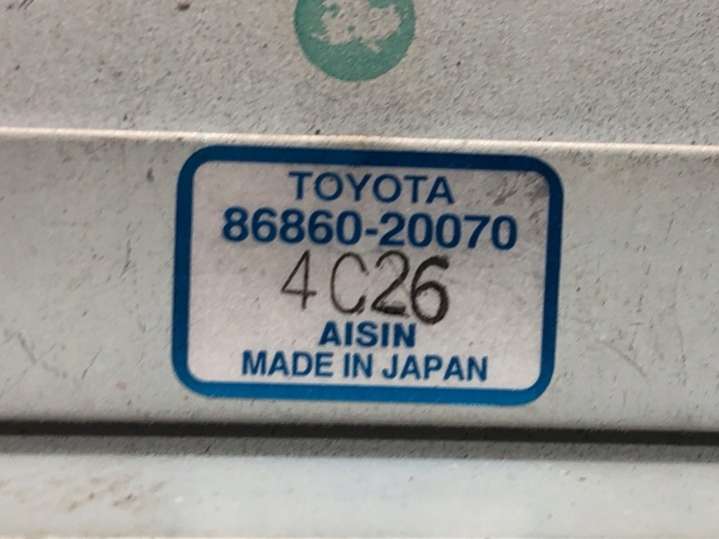 TOYOTA
86860-20070
4C26
AISIN
MADE IN JAPAN